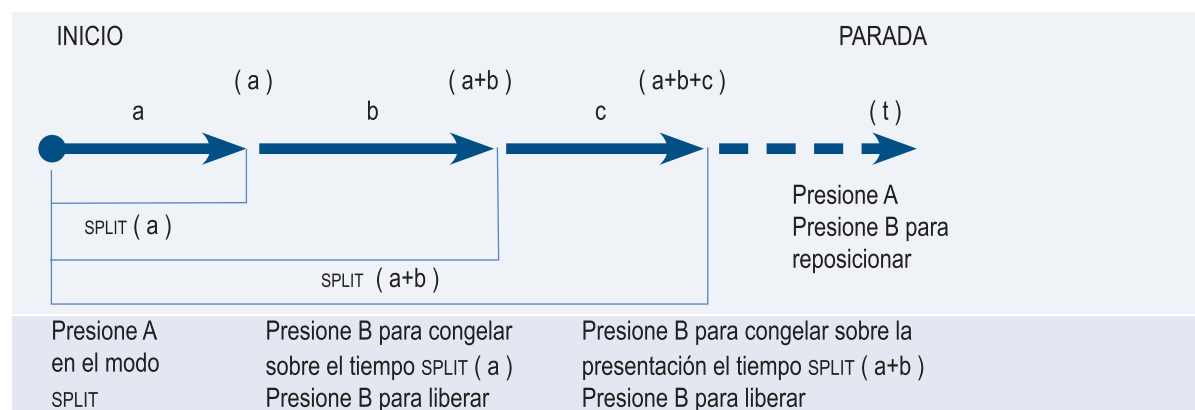 INICIO PARADA
( a ) ( a+b ) ( a+b+c )
a b c ( t )
Presione A
Presione B para
reposicionar
SPLIT ( a )
SPLIT ( a+b )
Presione A
en el modo
SPLIT
Presione B para congelar
sobre el tiempo SPLIT ( a )
Presione B para liberar
Presione B para congelar sobre la
presentación el tiempo SPLIT ( a+b )
Presione B para liberar